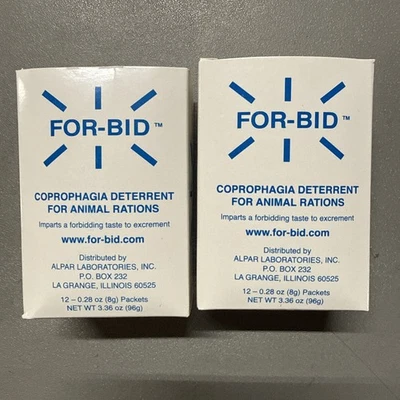 FOR-BID™
COPROPHAGIA DETERRENT
FOR ANIMAL RATIONS
Imparts a forbidding taste to excrement
www.for-bid.com
Distributed by
ALPAR LABORATORIES, INC.
P.O. BOX 232
LA GRANGE, ILLINOIS 60525
12 – 0.28 oz (8g) Packets
NET WT 3.36 oz (96g)
FOR-BID™
COPROPHAGIA DETERRENT
FOR ANIMAL RATIONS
Imparts a forbidding taste to excrement
www.for-bid.com
Distributed by
ALPAR LABORATORIES, INC.
P.O. BOX 232
LA GRANGE, ILLINOIS 60525
12 – 0.28 oz (8g) Packets
NET WT 3.36 oz (96g)